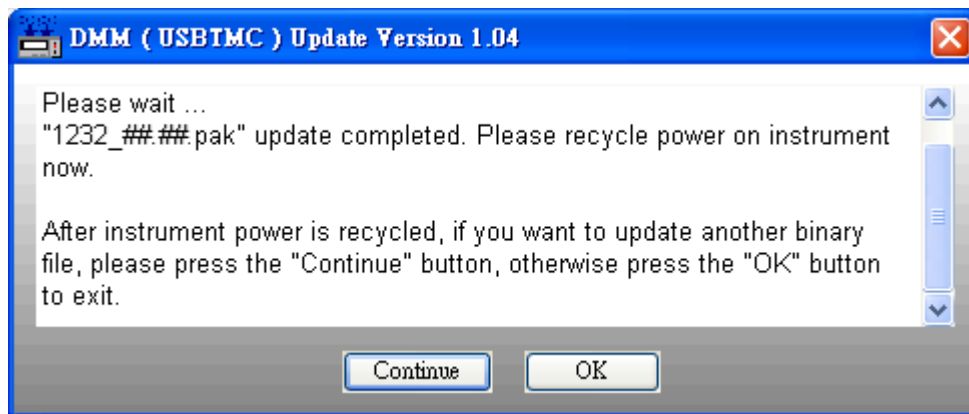 DMM ( USBTMC ) Update Version 1.04
Please wait ...
"1232_##.##.pak" update completed. Please recycle power on instrument
now.
After instrument power is recycled, if you want to update another binary
file, please press the "Continue" button, otherwise press the "OK" button
to exit.
Continue
OK